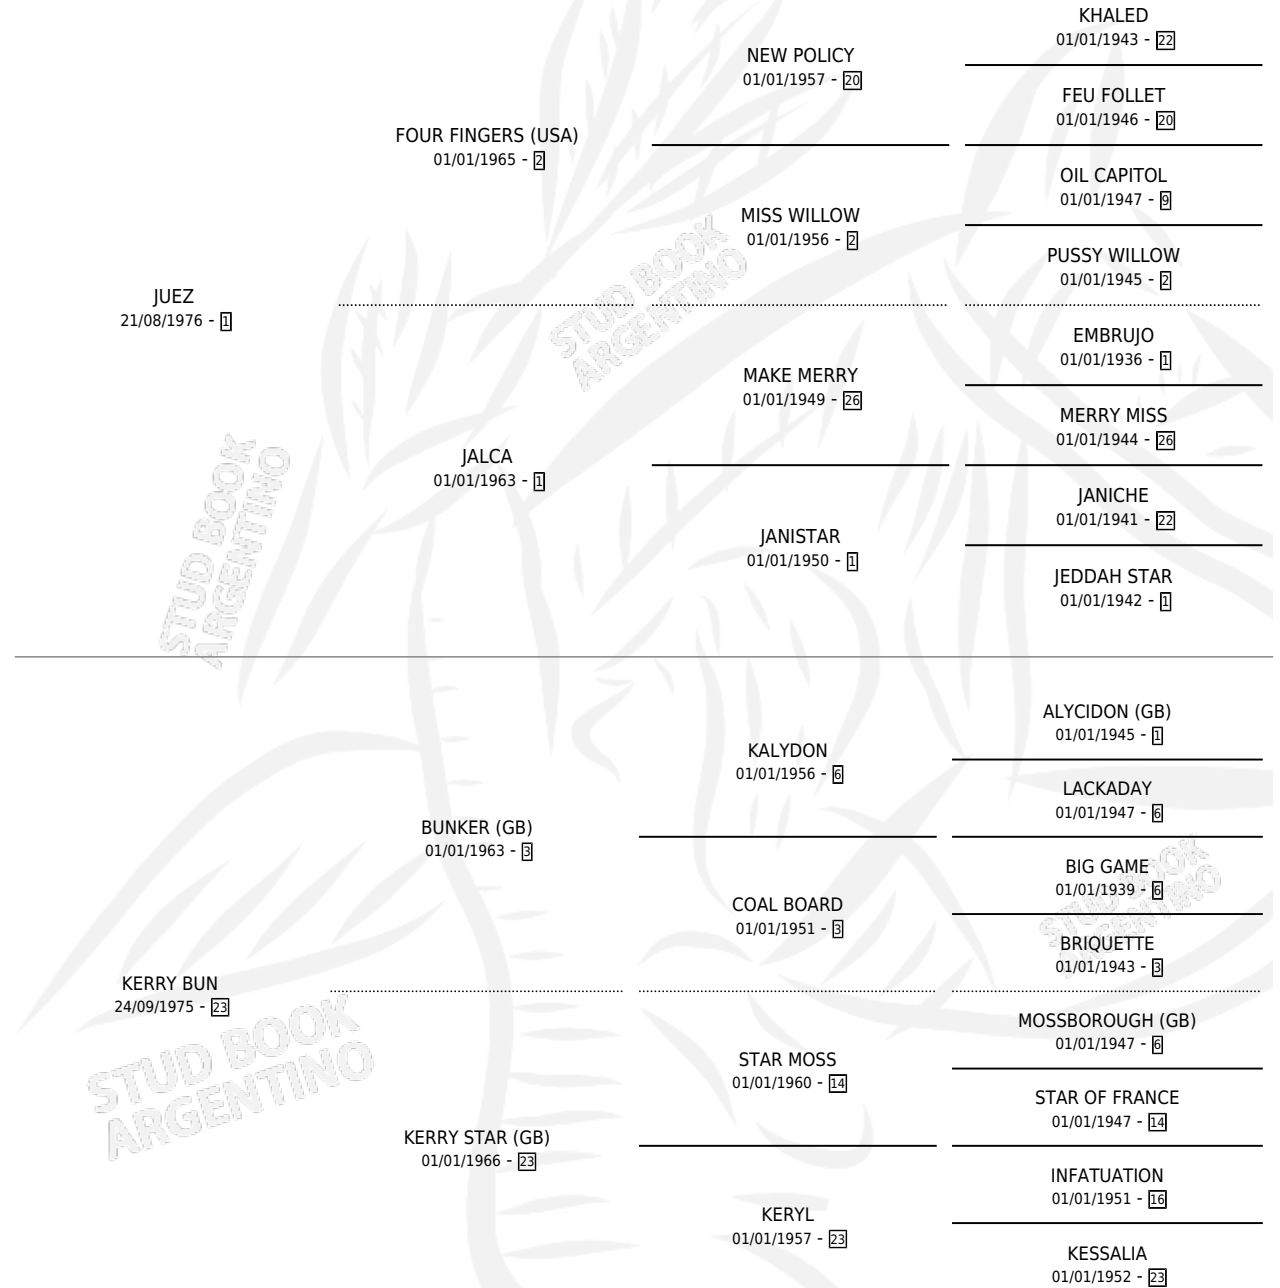 KHALED
01/01/1943 - 22
NEW POLICY
01/01/1957 - 20
FEU FOLLET
01/01/1946 - 20
FOUR FINGERS (USA)
01/01/1965 - 2
OIL CAPITOL
01/01/1947 - 9
MISS WILLOW
01/01/1956 - 2
PUSSY WILLOW
01/01/1945 - 2
JUEZ
21/08/1976 - 1
STUD BOOK
ARGENTINO
EMBRUJO
01/01/1936 - 1
MAKE MERRY
01/01/1949 - 26
MERRY MISS
01/01/1944 - 26
JALCA
01/01/1963 - 1
JANICHE
01/01/1941 - 22
JANISTAR
01/01/1950 - 1
JEDDAH STAR
01/01/1942 - 1
STUD BOOK
ARGENTINO
ALYCIDON (GB)
01/01/1945 - 1
KALYDON
01/01/1956 - 6
LACKADAY
01/01/1947 - 6
BUNKER (GB)
01/01/1963 - 3
BIG GAME
01/01/1939 - 6
COAL BOARD
01/01/1951 - 3
STUD BOOK
ARGENTINO
BRIQUETTE
01/01/1943 - 3
KERRY BUN
24/09/1975 - 23
STUD BOOK
ARGENTINO
MOSSBOROUGH (GB)
01/01/1947 - 6
STAR MOSS
01/01/1960 - 14
STAR OF FRANCE
01/01/1947 - 14
KERRY STAR (GB)
01/01/1966 - 23
INFATUATION
01/01/1951 - 16
KERYL
01/01/1957 - 23
KESSALIA
01/01/1952 - 23